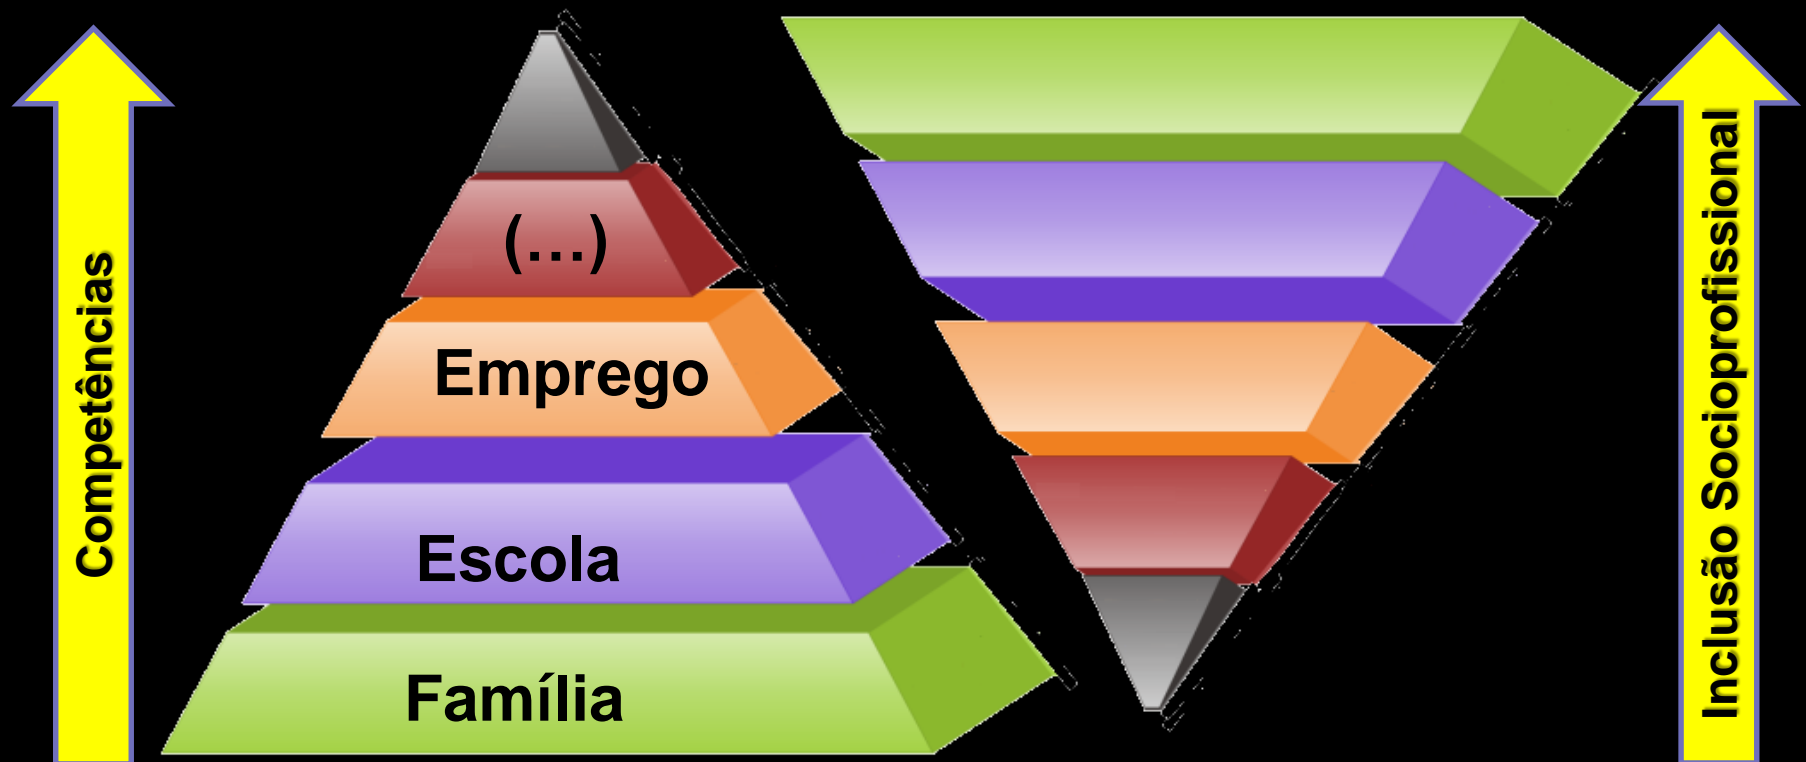 Competências
(…)
Emprego
Escola
Família
Inclusão Socioprofissional